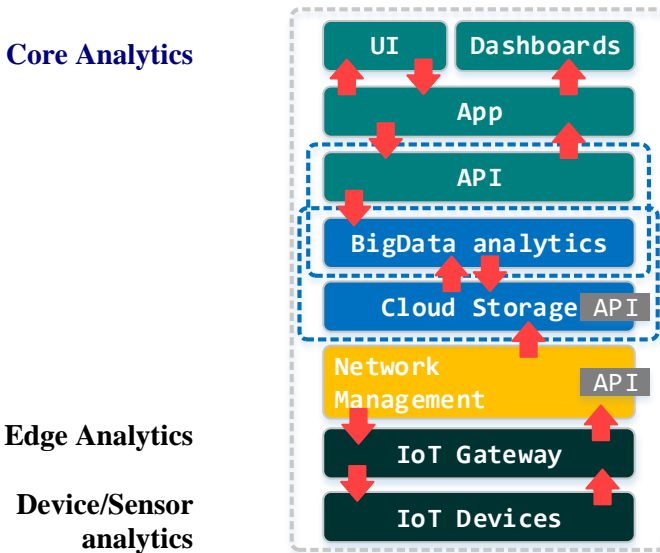 Core Analytics
UI
Dashboards
App
API
BigData analytics
Cloud Storage
API
Network
Management
API
Edge Analytics
IoT Gateway
Device/Sensor
analytics
IoT Devices